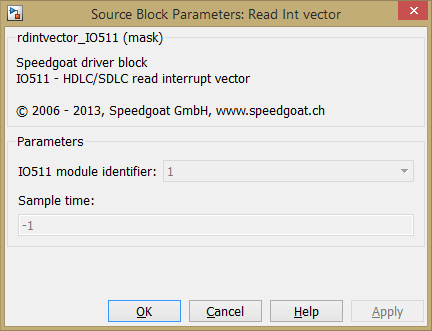 Source Block Parameters: Read Int vector
rdintvector_IO511 (mask)
Speedgoat driver block
IO511 - HDLC/SDLC read interrupt vector
© 2006 - 2013, Speedgoat GmbH, www.speedgoat.ch
Parameters
IO511 module identifier: 1
Sample time:
-1
OK Cancel Help Apply